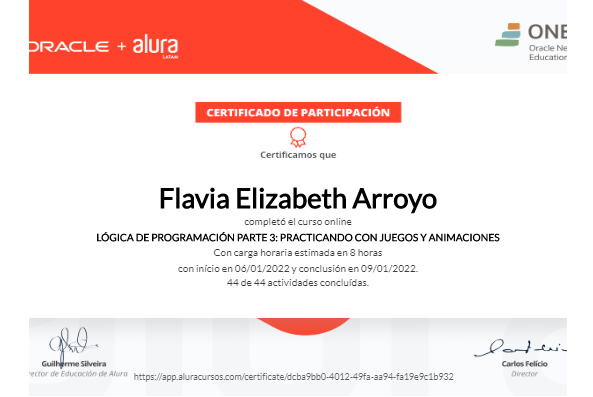 ORACLE + alura
LATAM
ONE
Oracle Ne
Education
CERTIFICADO DE PARTICIPACIÓN
Certificamos que
Flavia Elizabeth Arroyo
completó el curso online
LÓGICA DE PROGRAMACIÓN PARTE 3: PRACTICANDO CON JUEGOS Y ANIMACIONES
Con carga horaria estimada en 8 horas
con início en 06/01/2022 y conclusión en 09/01/2022.
44 de 44 actividades concluídas.
Guilherme Silveira
rector de Educación de Alura
https://app.aluracursos.com/certificate/dcba9bb0-4012-49fa-aa94-fa19e9c1b932
Carlos Felício
Director